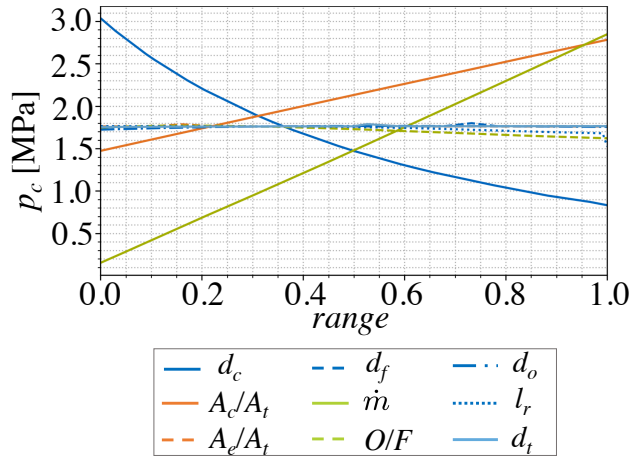 3.0
2.5
2.0
1.5
1.0
0.5
p_c [MPa]
0.0 0.2 0.4 0.6 0.8 1.0
range
d_c d_f d_o
A_c/A_t ṁ l_r
A_e/A_t O/F d_t